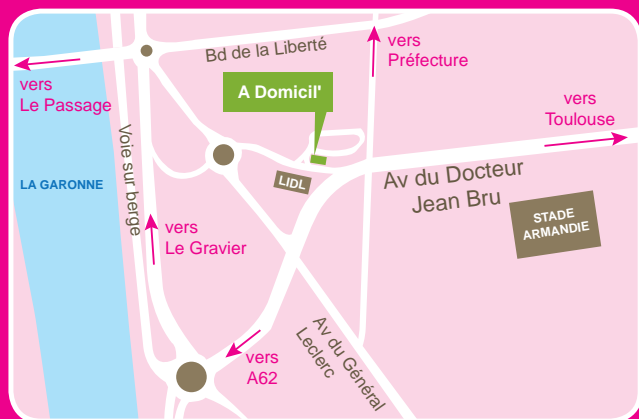 Bd de la Liberté
vers
Préfecture
vers
Le Passage
A Domicil'
vers
Toulouse
Voie sur berge
LA GARONNE
LIDL
Av du Docteur
Jean Bru
STADE
ARMANDIE
vers
Le Gravier
vers
A62
Av du Général
Leclerc